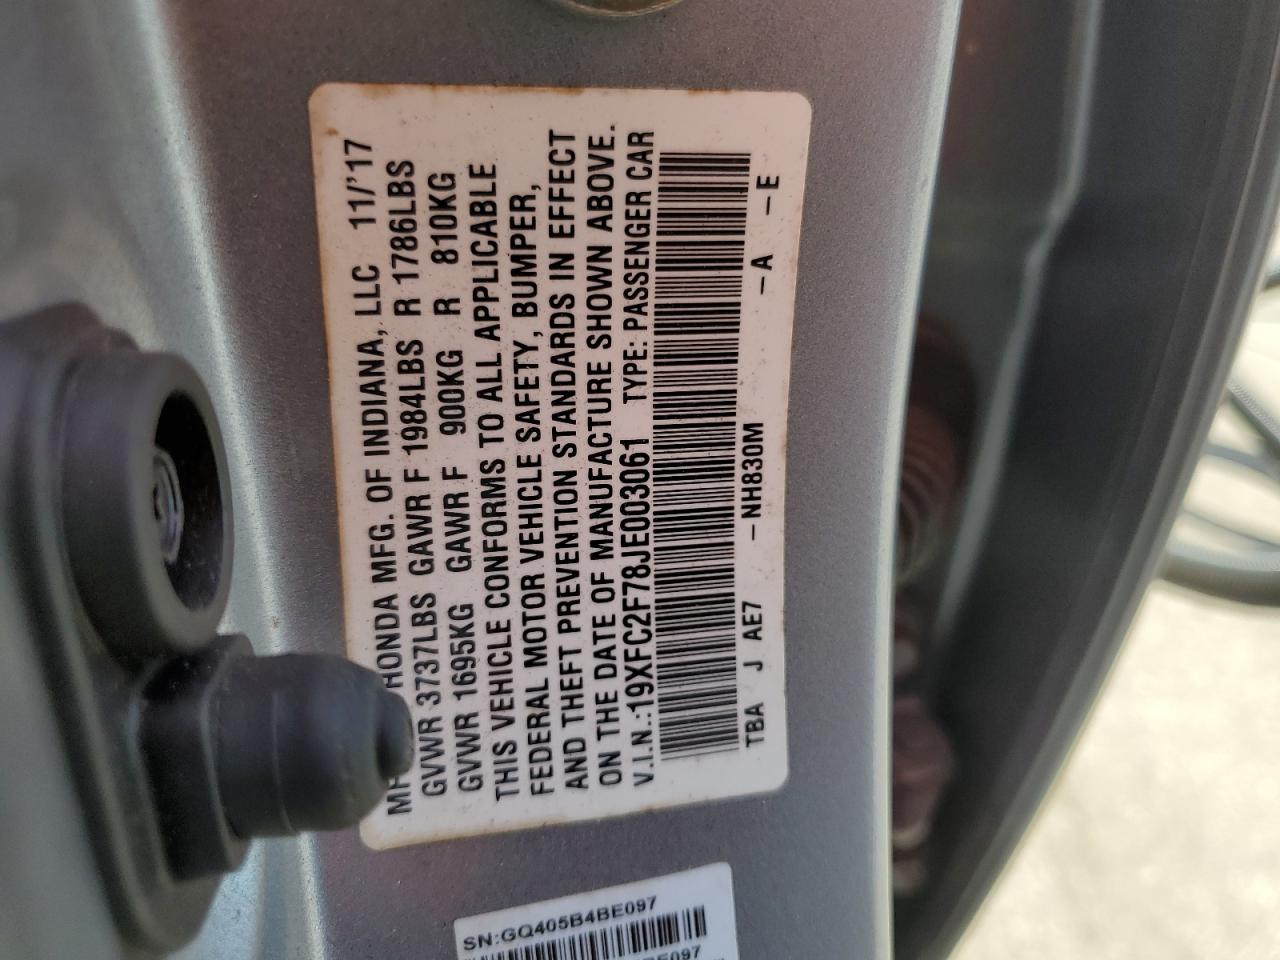 HONDA MFG. OF INDIANA, LLC 11/'17
GVWR 3737LBS GAWR F 1984LBS R 1786LBS
GVWR 1695KG GAWR F 900KG R 810KG
THIS VEHICLE CONFORMS TO ALL APPLICABLE
FEDERAL MOTOR VEHICLE SAFETY, BUMPER,
AND THEFT PREVENTION STANDARDS IN EFFECT
ON THE DATE OF MANUFACTURE SHOWN ABOVE.
V.I.N.:19XFC2F78JE003061 TYPE: PASSENGER CAR
TBA J AE7 -NH830M -A -E
SN:GQ405B4BE097